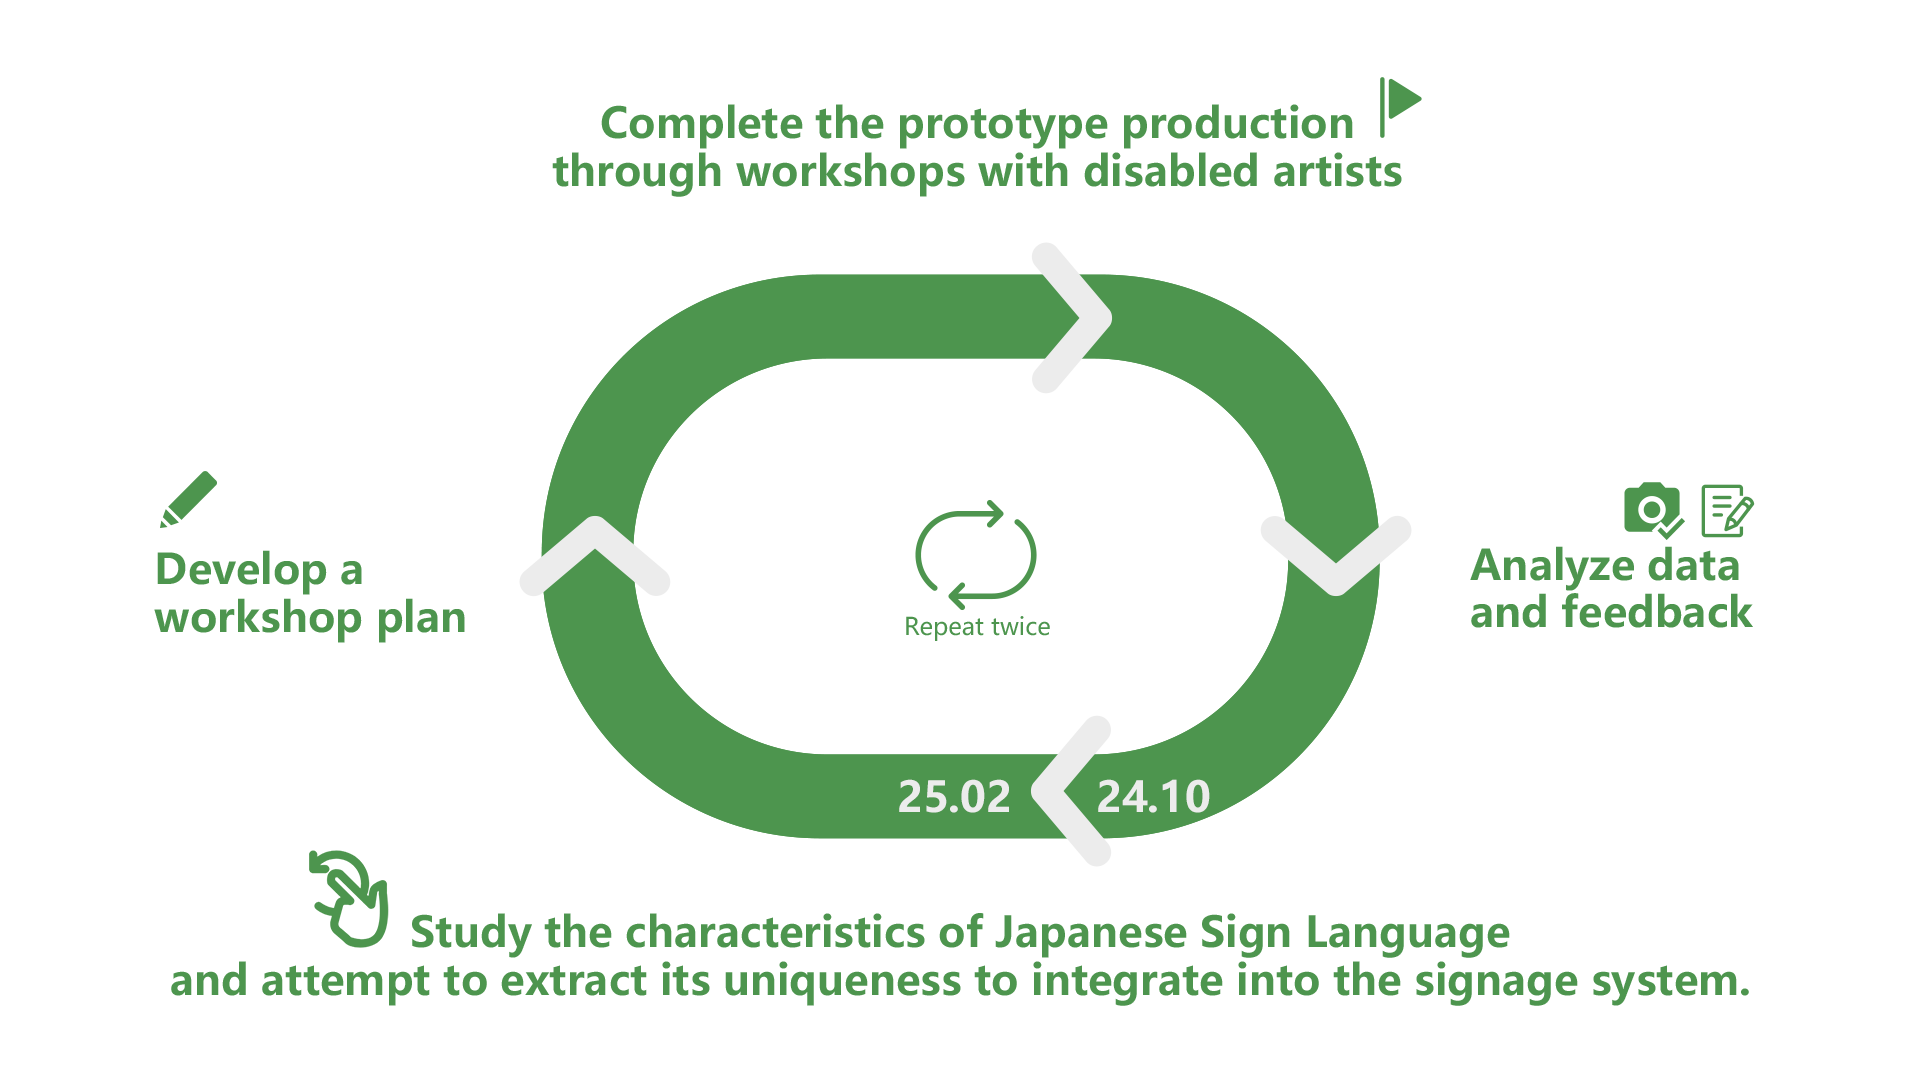 Complete the prototype production
through workshops with disabled artists
Develop a
workshop plan
Analyze data
and feedback
Repeat twice
25.02
24.10
Study the characteristics of Japanese Sign Language
and attempt to extract its uniqueness to integrate into the signage system.